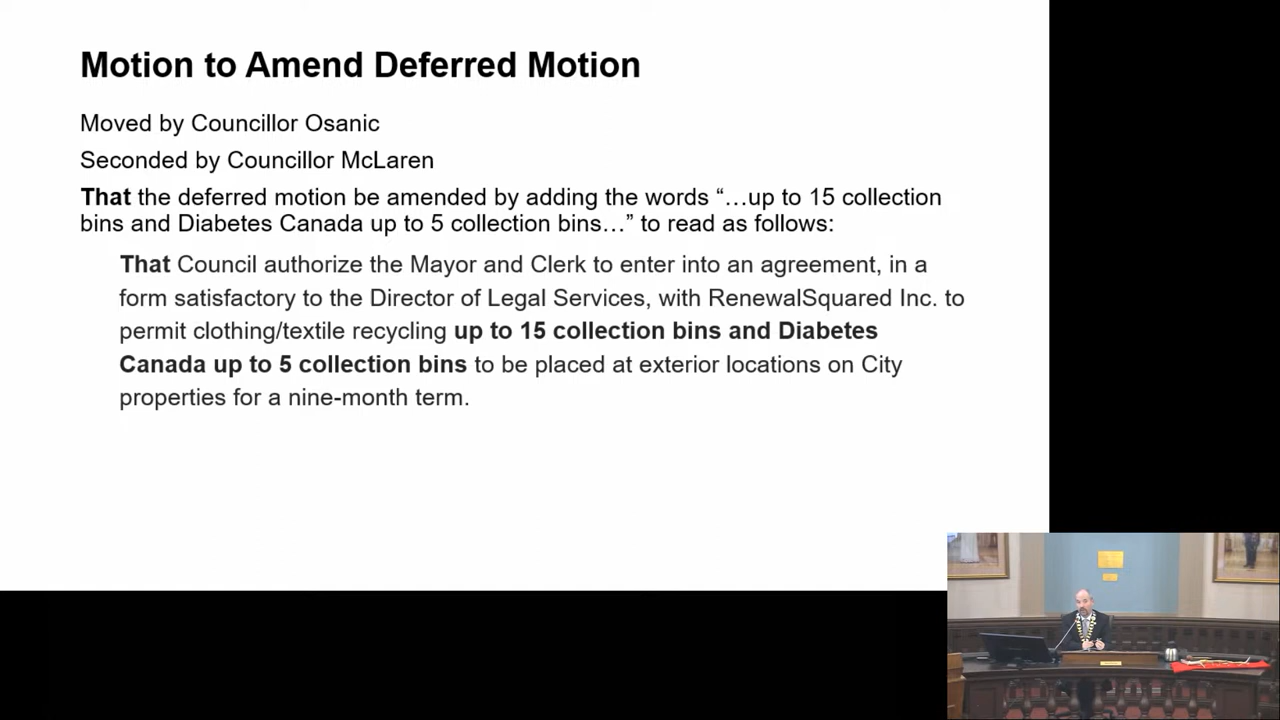 Motion to Amend Deferred Motion
Moved by Councillor Osanic
Seconded by Councillor McLaren
That the deferred motion be amended by adding the words “…up to 15 collection
bins and Diabetes Canada up to 5 collection bins…” to read as follows:
That Council authorize the Mayor and Clerk to enter into an agreement, in a
form satisfactory to the Director of Legal Services, with RenewalSquared Inc. to
permit clothing/textile recycling up to 15 collection bins and Diabetes
Canada up to 5 collection bins to be placed at exterior locations on City
properties for a nine-month term.